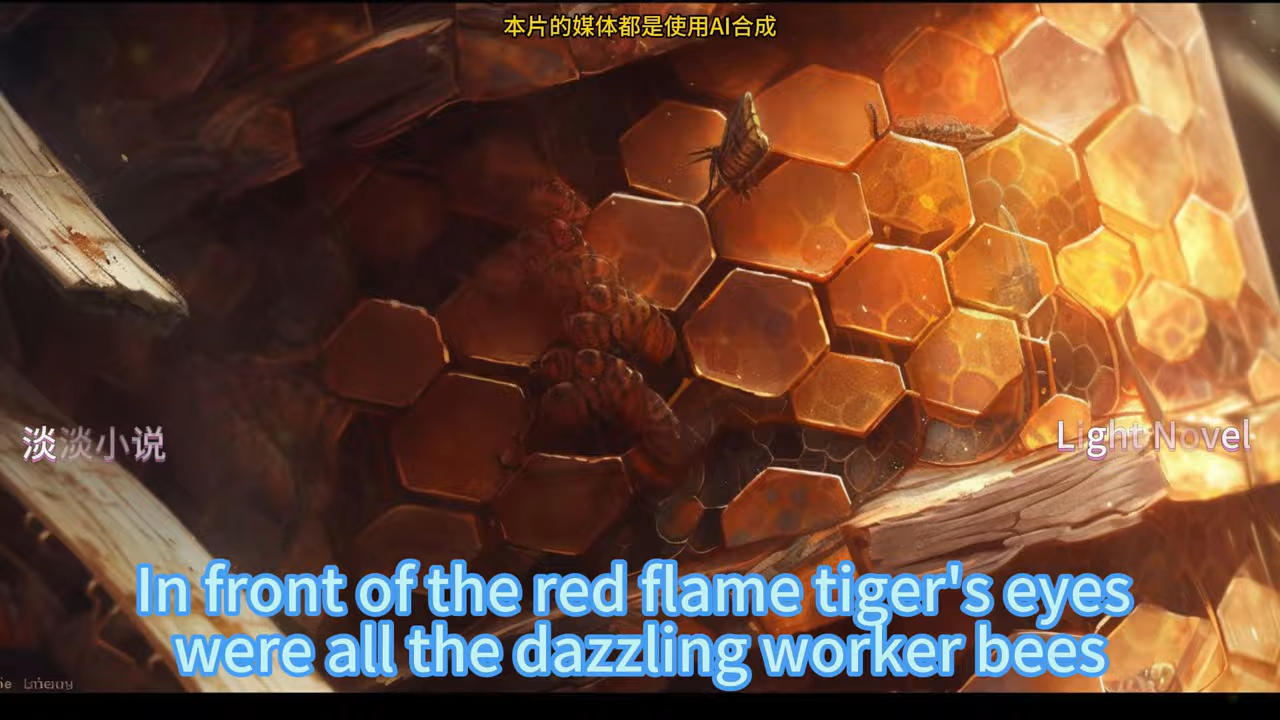 本片的媒体都是使用AI合成
淡淡小说
Light Novel
In front of the red flame tiger's eyes
were all the dazzling worker bees